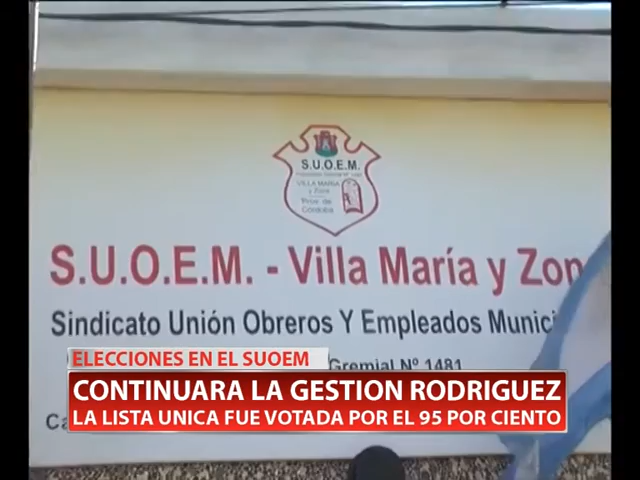 S.U.O.E.M.
VILLA MARIA
y Zona
Prov. de
Córdoba
S.U.O.E.M. - Villa María y Zon
Sindicato Unión Obreros Y Empleados Munici
Gremial Nº 1481
ELECCIONES EN EL SUOEM
CONTINUARA LA GESTION RODRIGUEZ
LA LISTA UNICA FUE VOTADA POR EL 95 POR CIENTO